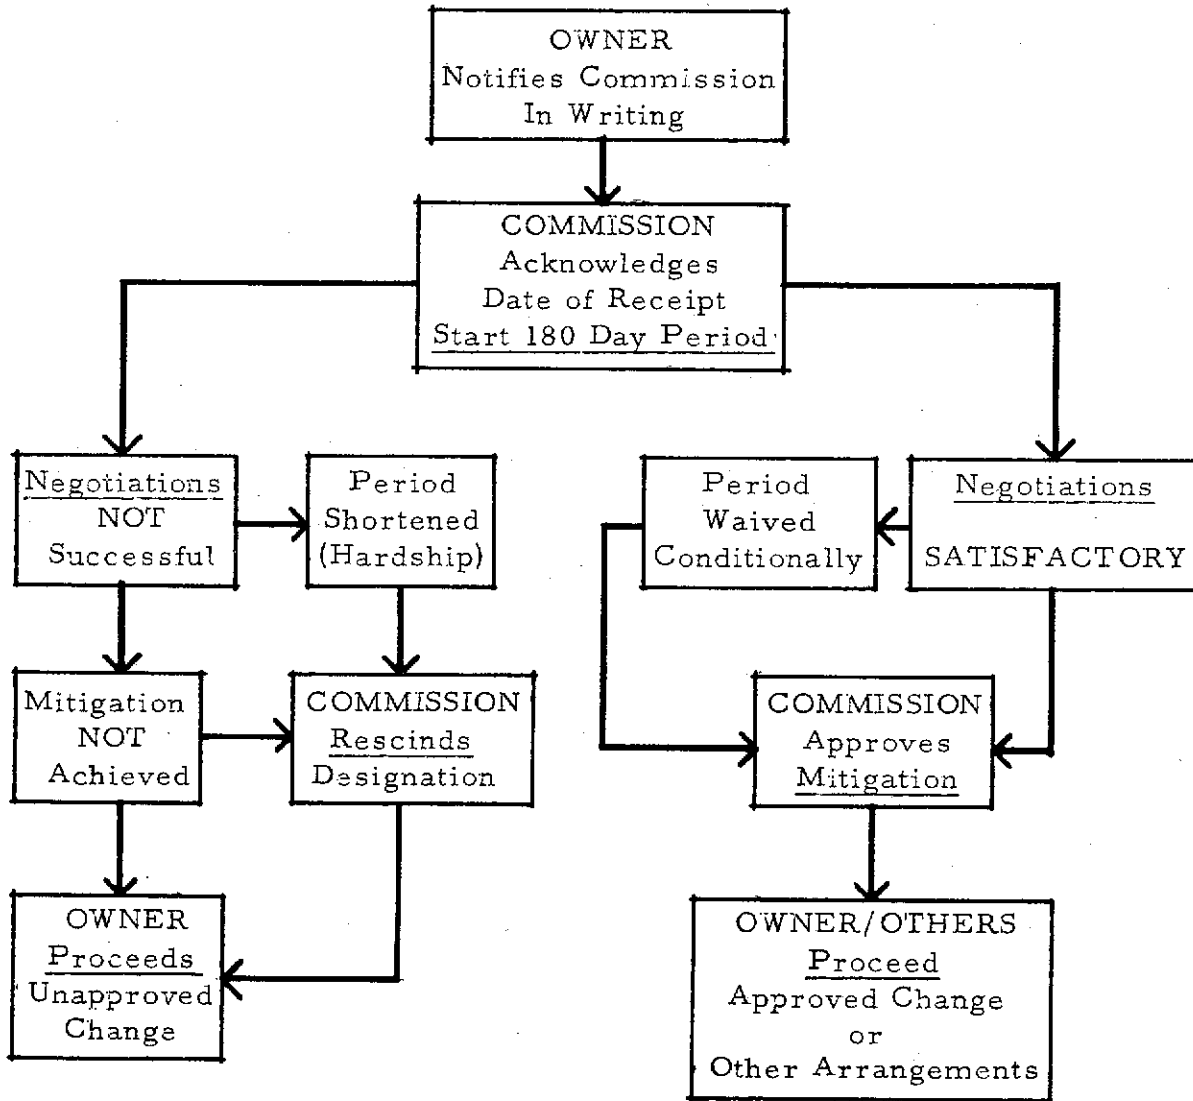 OWNER
Notifies Commission
In Writing
COMMISSION
Acknowledges
Date of Receipt
Start 180 Day Period
Negotiations
NOT
Successful
Period
Shortened
(Hardship)
Period
Waived
Conditionally
Negotiations
SATISFACTORY
Mitigation
NOT
Achieved
COMMISSION
Rescinds
Designation
COMMISSION
Approves
Mitigation
OWNER
Proceeds
Unapproved
Change
OWNER/OTHERS
Proceed
Approved Change
or
Other Arrangements